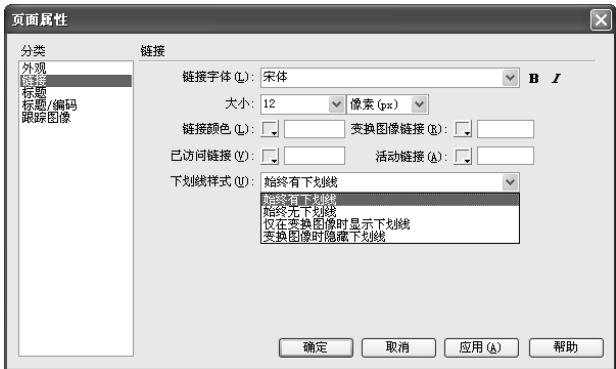 页面属性
分类
外观
链接
标题
标题/编码
跟踪图像
链接
链接字体(L): 宋体 B I
大小: 12 像素(px)
链接颜色(L): 变换图像链接(R):
已访问链接(V): 活动链接(A):
下划线样式(U): 始终有下划线
始终有下划线
始终无下划线
仅在变换图像时显示下划线
变换图像时隐藏下划线
确定 取消 应用(A) 帮助